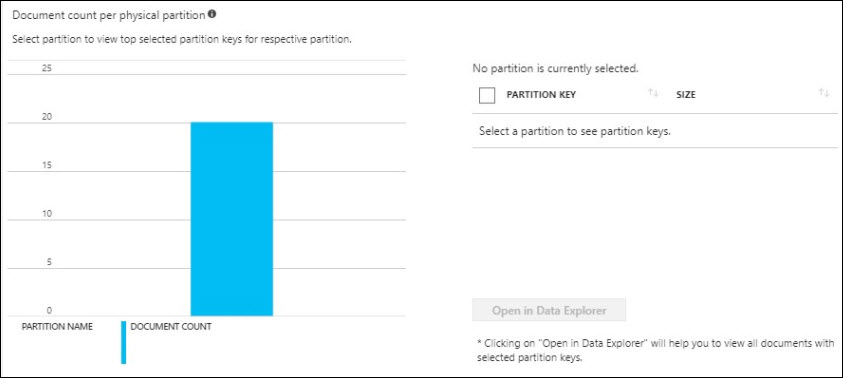 Document count per physical partition
Select partition to view top selected partition keys for respective partition.
25
20
15
10
5
0
PARTITION NAME
DOCUMENT COUNT
No partition is currently selected.
PARTITION KEY
SIZE
Select a partition to see partition keys.
Open in Data Explorer
* Clicking on "Open in Data Explorer" will help you to view all documents with
selected partition keys.